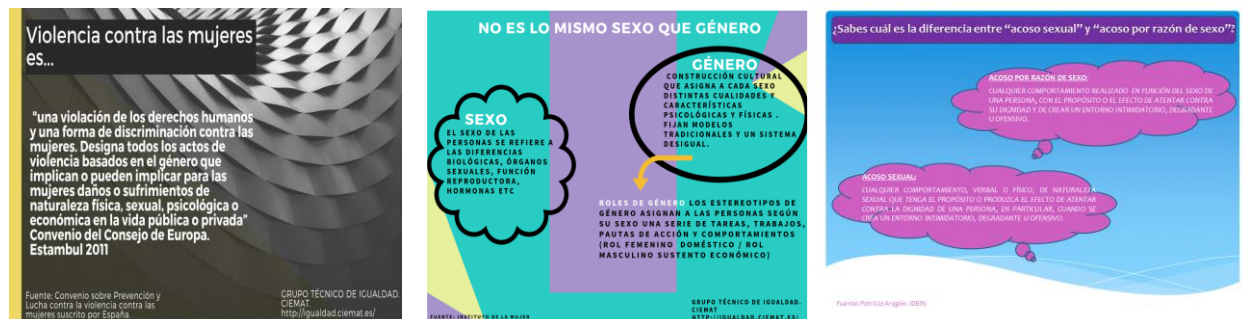 Violencia contra las mujeres
es...
"una violación de los derechos humanos
y una forma de discriminación contra las
mujeres. Designa todos los actos de
violencia basados en el género que
implican o pueden implicar para las
mujeres daños o sufrimientos de
naturaleza física, sexual, psicológica o
económica en la vida pública o privada"
Convenio del Consejo de Europa.
Estambul 2011
Fuente: Convenio sobre Prevención y
Lucha contra la violencia contra las
mujeres suscrito por España.
GRUPO TÉCNICO DE IGUALDAD.
CIEMAT.
http://igualdad.ciemat.es/
NO ES LO MISMO SEXO QUE GÉNERO
SEXO
EL SEXO DE LAS
PERSONAS SE REFIERE A
LAS DIFERENCIAS
BIOLÓGICAS, ÓRGANOS
SEXUALES, FUNCIÓN
REPRODUCTORA,
HORMONAS ETC
GÉNERO
CONSTRUCCIÓN CULTURAL
QUE ASIGNA A CADA SEXO
DISTINTAS CUALIDADES Y
CARACTERÍSTICAS
PSICOLÓGICAS Y FÍSICAS .
FIJAN MODELOS
TRADICIONALES Y UN SISTEMA
DESIGUAL.
ROLES DE GÉNERO LOS ESTEREOTIPOS DE
GÉNERO ASIGNAN A LAS PERSONAS SEGÚN
SU SEXO UNA SERIE DE TAREAS, TRABAJOS,
PAUTAS DE ACCIÓN Y COMPORTAMIENTOS
(ROL FEMENINO DOMÉSTICO / ROL
MASCULINO SUSTENTO ECONÓMICO)
FUENTE: INSTITUTO DE LA MUJER
GRUPO TÉCNICO DE IGUALDAD.
CIEMAT
HTTP://IGUALDAD.CIEMAT.ES/
¿Sabes cuál es la diferencia entre "acoso sexual" y "acoso por razón de sexo"?
ACOSO POR RAZÓN DE SEXO:
CUALQUIER COMPORTAMIENTO REALIZADO EN FUNCIÓN DEL SEXO DE
UNA PERSONA, CON EL PROPÓSITO O EL EFECTO DE ATENTAR CONTRA
SU DIGNIDAD Y DE CREAR UN ENTORNO INTIMIDATORIO, DEGRADANTE
U OFENSIVO.
ACOSO SEXUAL:
CUALQUIER COMPORTAMIENTO, VERBAL O FÍSICO, DE NATURALEZA
SEXUAL QUE TENGA EL PROPÓSITO O PRODUZCA EL EFECTO DE ATENTAR
CONTRA LA DIGNIDAD DE UNA PERSONA, EN PARTICULAR, CUANDO SE
CREA UN ENTORNO INTIMIDATORIO, DEGRADANTE U OFENSIVO.
Fuente: Patricia Aragón. IDEIN.